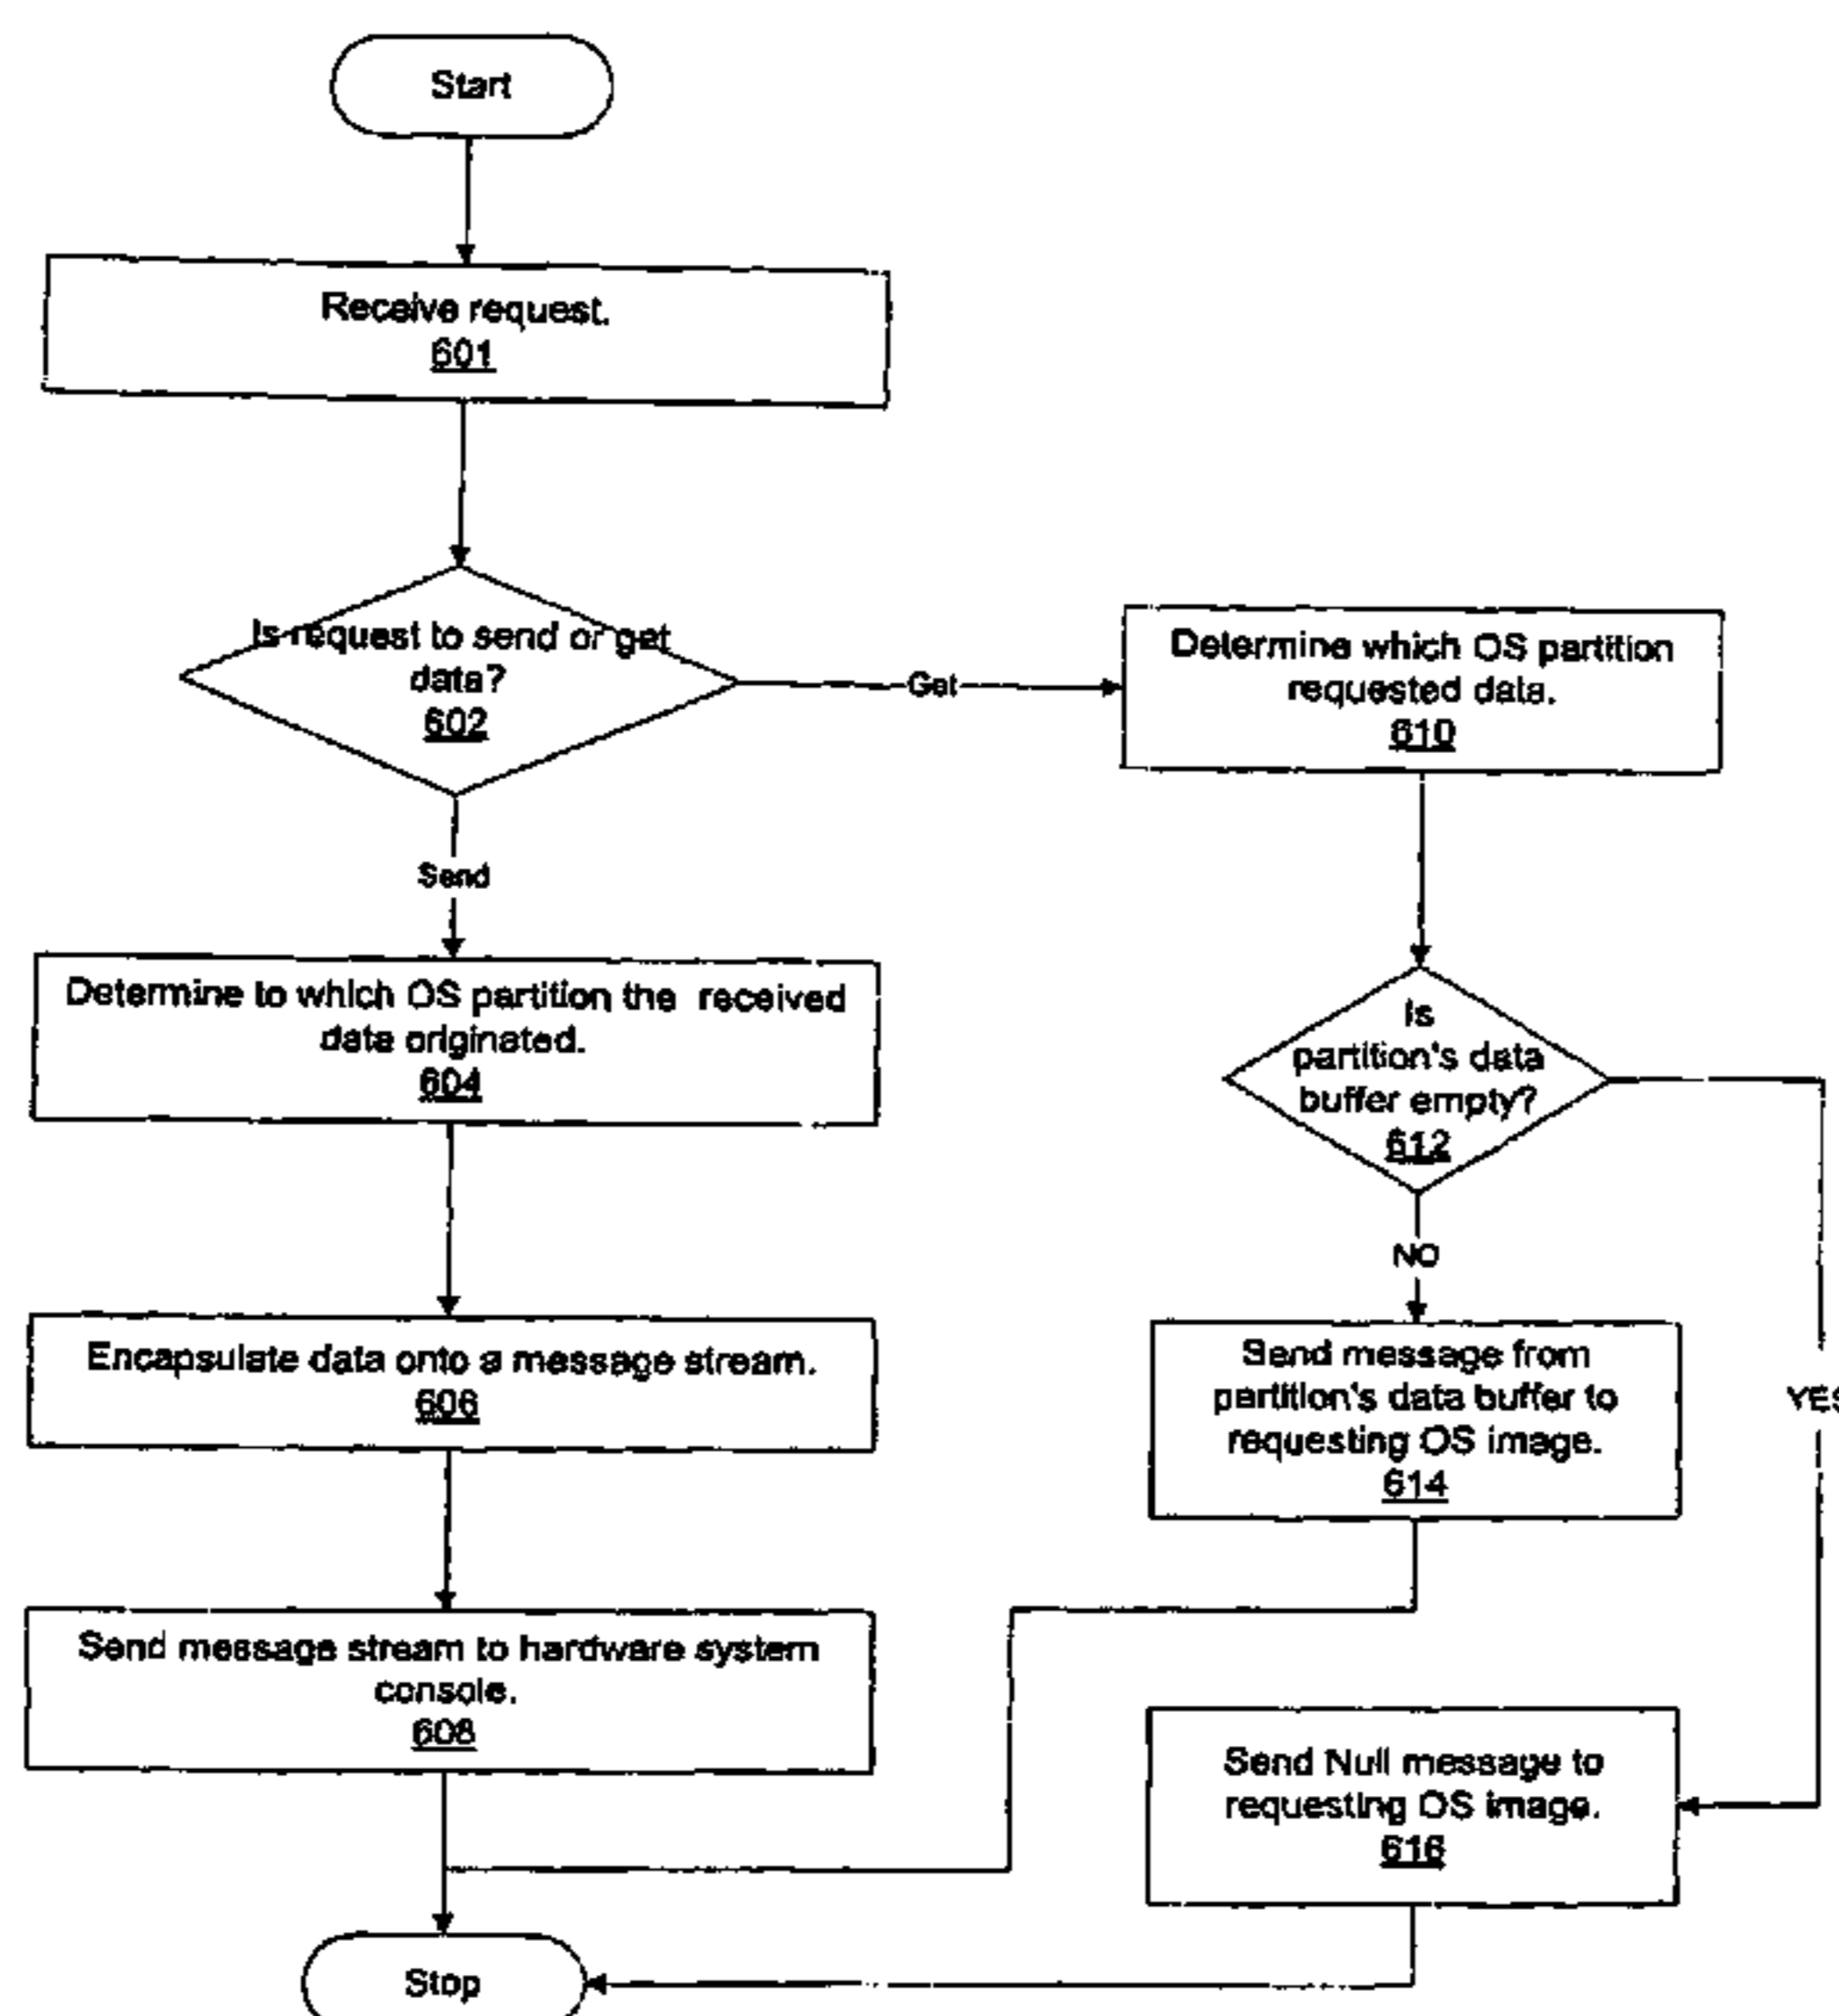 Start
Receive request.
601
Is request to send or get
data?
602
Get
Send
Determine to which OS partition the received
data originated.
604
Encapsulate data onto a message stream.
606
Send message stream to hardware system
console.
608
Stop
Determine which OS partition
requested data.
610
Is
partition's data
buffer empty?
612
NO
YES
Send message from
partition's data buffer to
requesting OS image.
614
Send Null message to
requesting OS image.
616